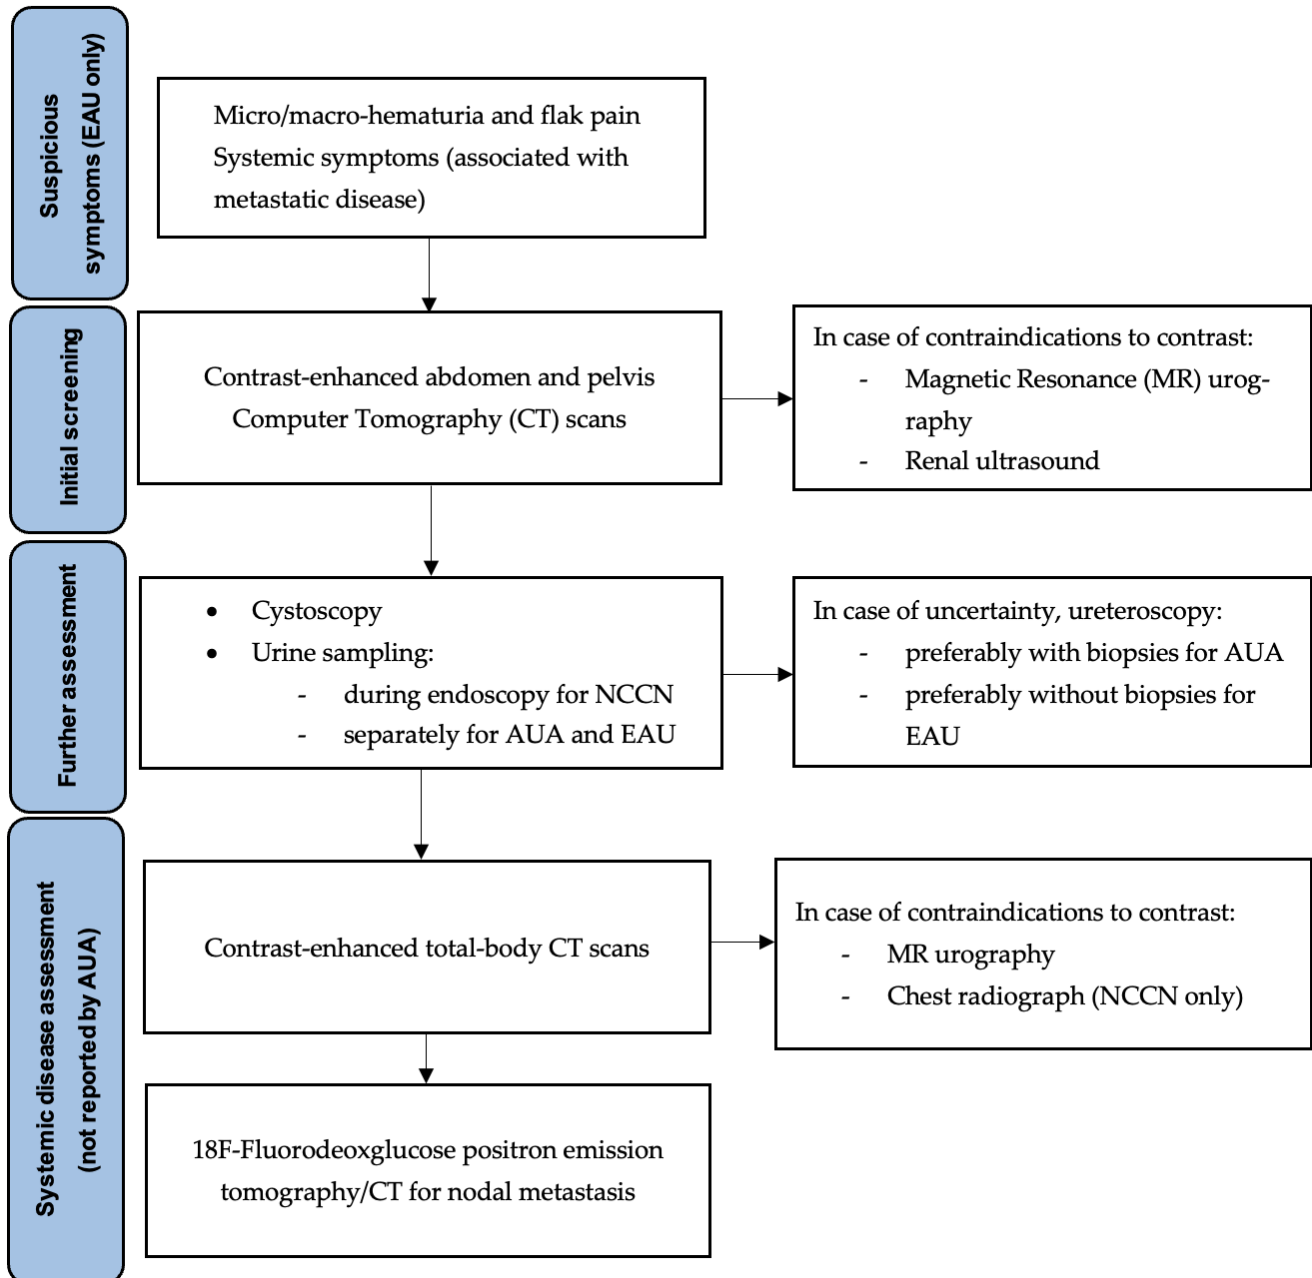 Suspicious
symptoms (EAU only)
Micro/macro-hematuria and flak pain
Systemic symptoms (associated with
metastatic disease)
Initial screening
Contrast-enhanced abdomen and pelvis
Computer Tomography (CT) scans
In case of contraindications to contrast:
- Magnetic Resonance (MR) urog-
raphy
- Renal ultrasound
Further assessment
• Cystoscopy
• Urine sampling:
- during endoscopy for NCCN
- separately for AUA and EAU
In case of uncertainty, ureteroscopy:
- preferably with biopsies for AUA
- preferably without biopsies for
EAU
Systemic disease assessment
(not reported by AUA)
Contrast-enhanced total-body CT scans
In case of contraindications to contrast:
- MR urography
- Chest radiograph (NCCN only)
18F-Fluorodeoxglucose positron emission
tomography/CT for nodal metastasis